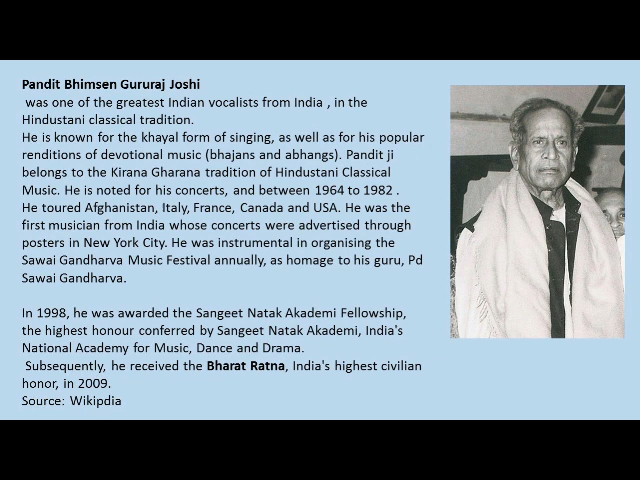 Pandit Bhimsen Gururaj Joshi
was one of the greatest Indian vocalists from India , in the
Hindustani classical tradition.
He is known for the khayal form of singing, as well as for his popular
renditions of devotional music (bhajans and abhangs). Pandit ji
belongs to the Kirana Gharana tradition of Hindustani Classical
Music. He is noted for his concerts, and between 1964 to 1982 .
He toured Afghanistan, Italy, France, Canada and USA. He was the
first musician from India whose concerts were advertised through
posters in New York City. He was instrumental in organising the
Sawai Gandharva Music Festival annually, as homage to his guru, Pd
Sawai Gandharva.
In 1998, he was awarded the Sangeet Natak Akademi Fellowship,
the highest honour conferred by Sangeet Natak Akademi, India's
National Academy for Music, Dance and Drama.
Subsequently, he received the Bharat Ratna, India's highest civilian
honor, in 2009.
Source: Wikipdia